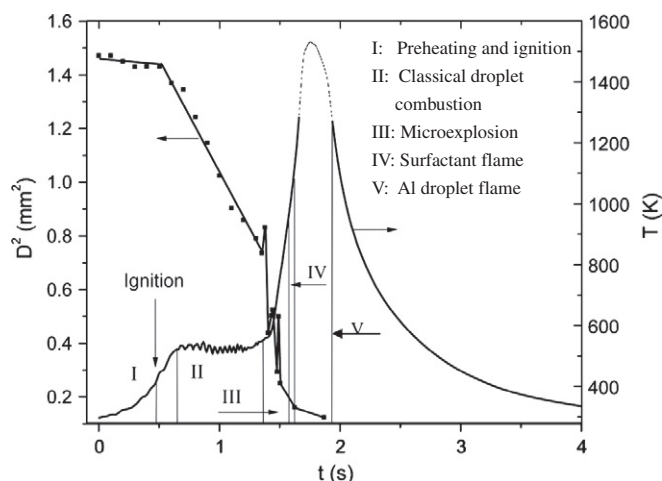 I: Preheating and ignition
II: Classical droplet
combustion
III: Microexplosion
IV: Surfactant flame
V: Al droplet flame
D² (mm²)
1.6
1.4
1.2
1.0
0.8
0.6
0.4
0.2
T (K)
1600
1400
1200
1000
800
600
400
Ignition
I
II
III
IV
V
0
1
2
3
4
t (s)